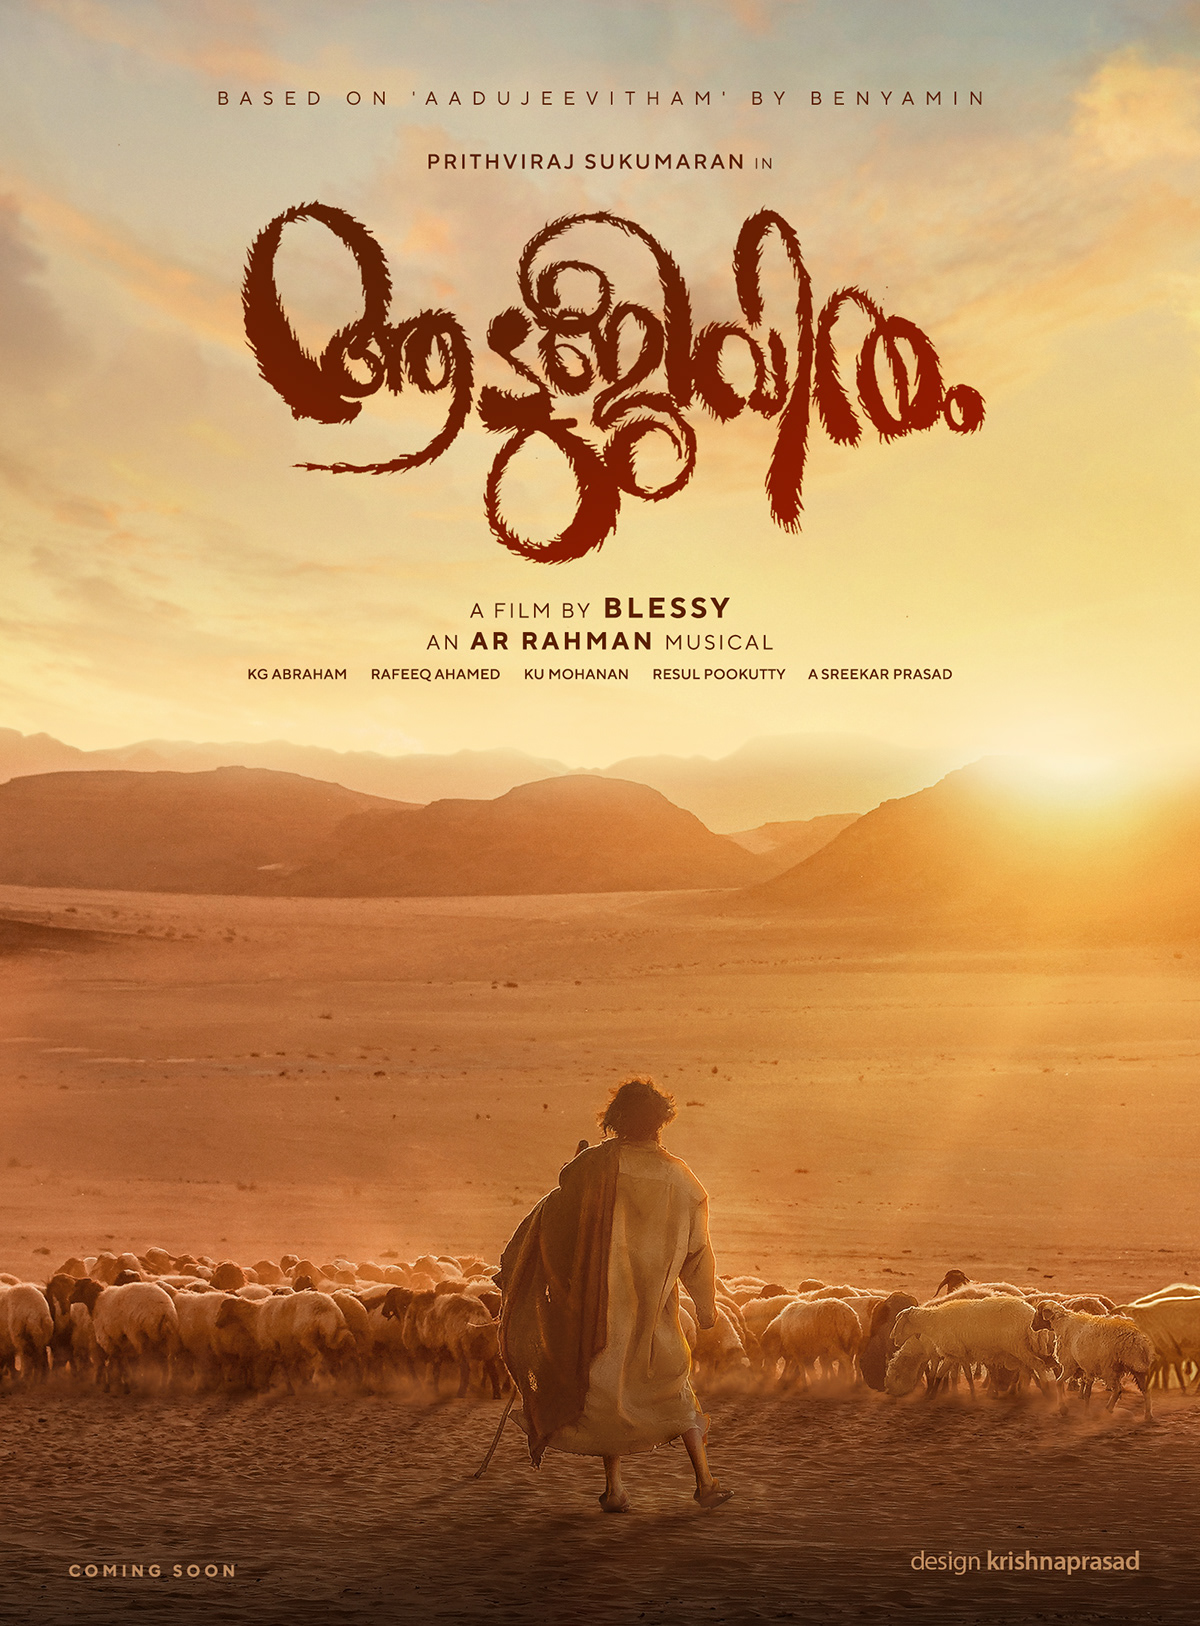 BASED ON 'AADUJEEVITHAM' BY BENYAMIN
PRITHVIRAJ SUKUMARAN IN
ആടുജീവിതം
A FILM BY BLESSY
AN AR RAHMAN MUSICAL
KG ABRAHAM RAFEEQ AHAMED KU MOHANAN RESUL POOKUTTY A SREEKAR PRASAD
COMING SOON
design krishnaprasad